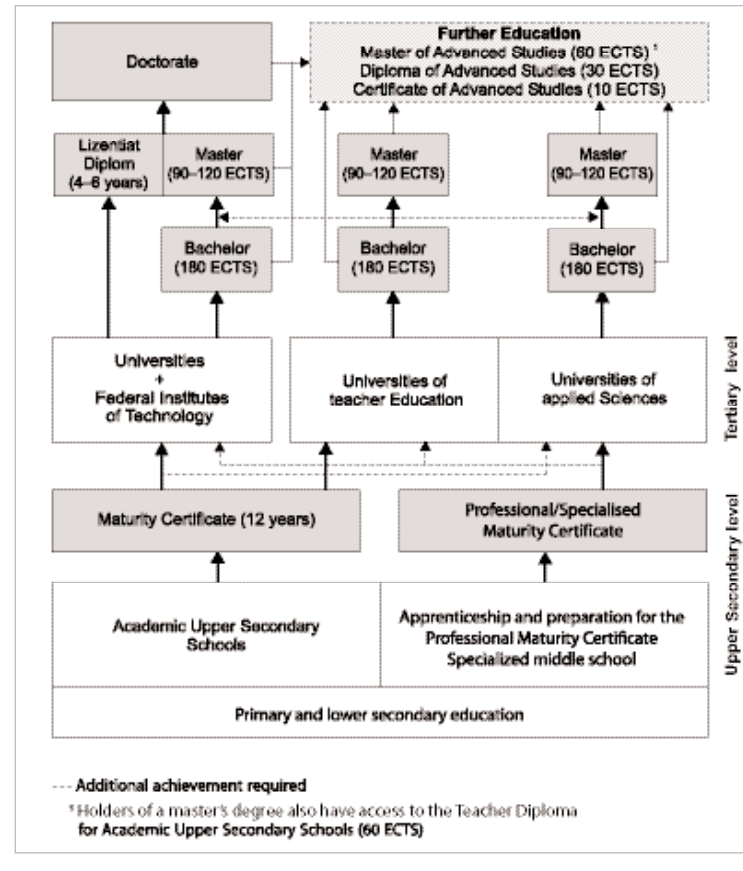 Further Education
Master of Advanced Studies (60 ECTS) ¹
Diploma of Advanced Studies (30 ECTS)
Certificate of Advanced Studies (10 ECTS)
Doctorate
Lizentiat
Diplom
(4–6 years)
Master
(90–120 ECTS)
Master
(90–120 ECTS)
Master
(90–120 ECTS)
Bachelor
(180 ECTS)
Bachelor
(180 ECTS)
Bachelor
(180 ECTS)
Universities
+
Federal Institutes
of Technology
Universities of
teacher Education
Universities of
applied Sciences
Tertiary level
Maturity Certificate (12 years)
Professional/Specialised
Maturity Certificate
Academic Upper Secondary
Schools
Apprenticeship and preparation for the
Professional Maturity Certificate
Specialized middle school
Upper Secondary level
Primary and lower secondary education
--- Additional achievement required
¹ Holders of a master's degree also have access to the Teacher Diploma
for Academic Upper Secondary Schools (60 ECTS)